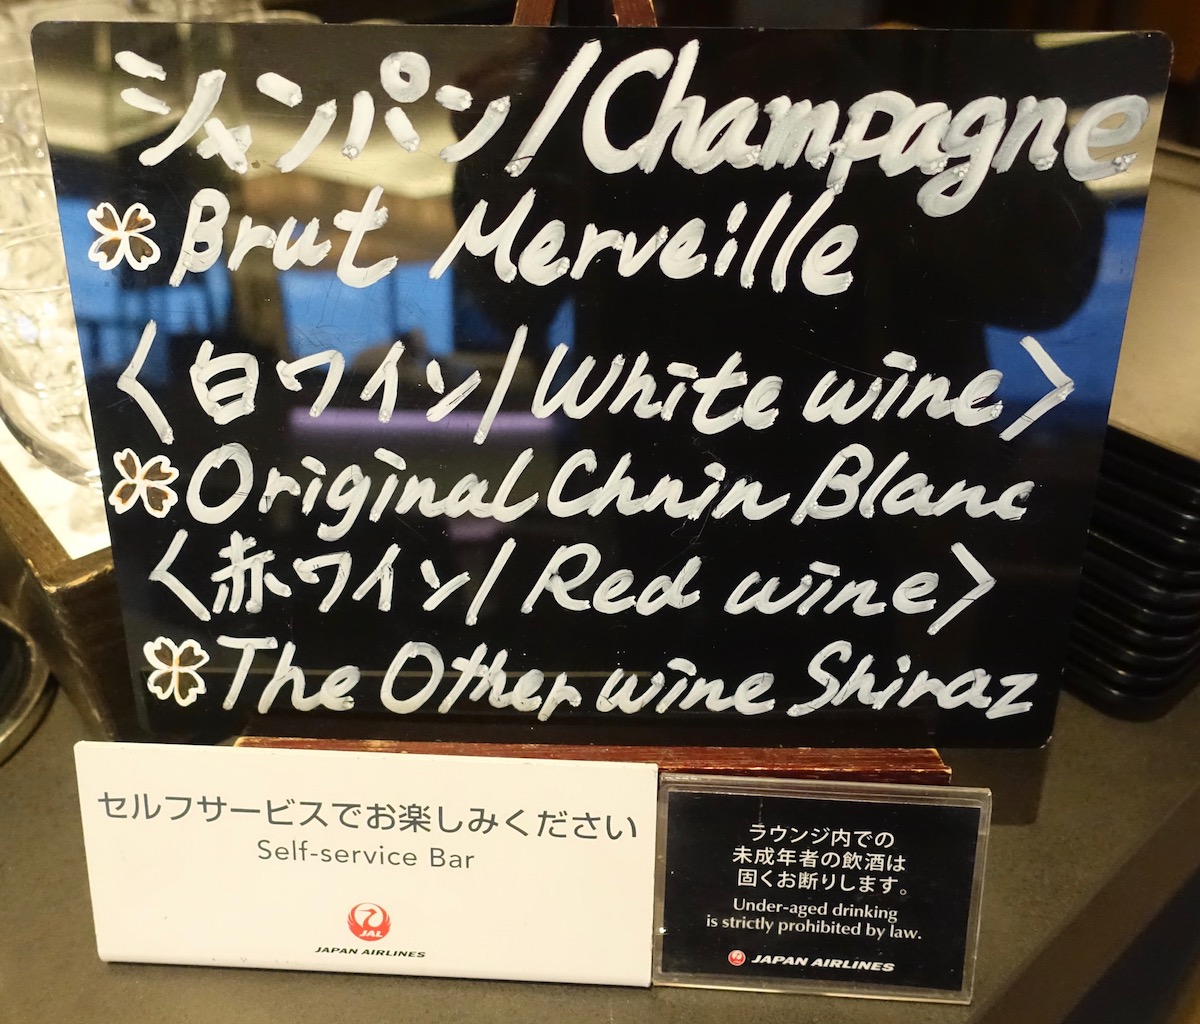 シャンパン/Champagne
Brut Merveille
〈白ワイン/White wine〉
Original Chnin Blanc
〈赤ワイン/Red wine〉
The Other wine Shiraz
セルフサービスでお楽しみください
Self-service Bar
JAL
JAPAN AIRLINES
ラウンジ内での
未成年者の飲酒は
固くお断りします。
Under-aged drinking
is strictly prohibited by law.
JAPAN AIRLINES